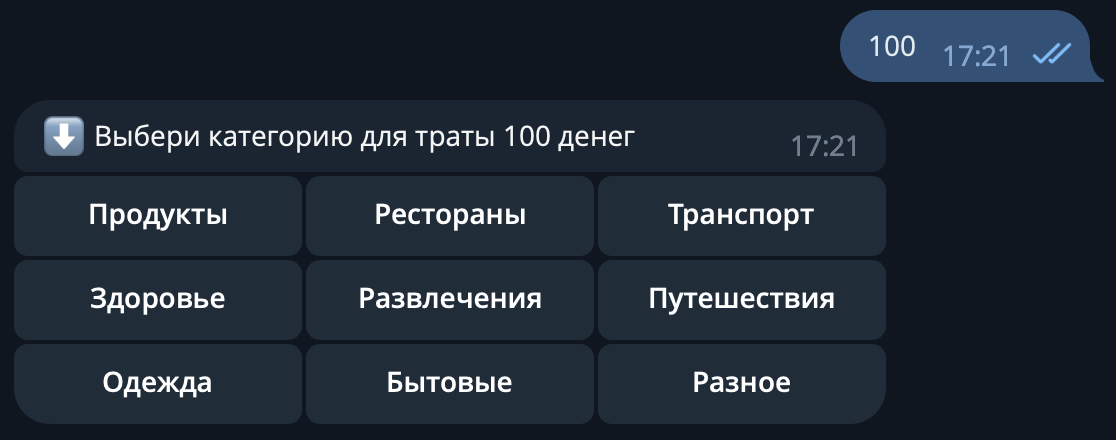 100 17:21
Выбери категорию для траты 100 денег 17:21
Продукты Рестораны Транспорт
Здоровье Развлечения Путешествия
Одежда Бытовые Разное